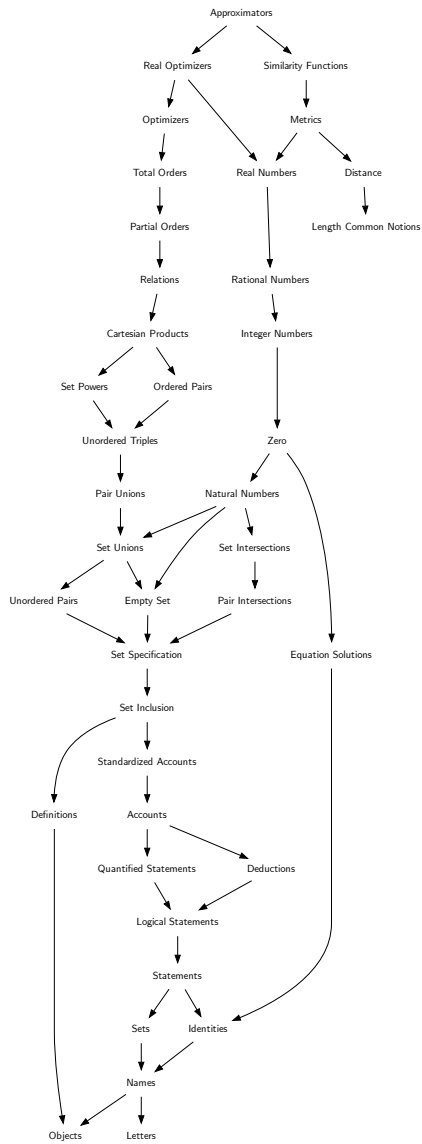 Approximators
Real Optimizers
Similarity Functions
Optimizers
Metrics
Total Orders
Real Numbers
Distance
Partial Orders
Length Common Notions
Relations
Rational Numbers
Cartesian Products
Integer Numbers
Set Powers
Ordered Pairs
Unordered Triples
Zero
Pair Unions
Natural Numbers
Set Unions
Set Intersections
Unordered Pairs
Empty Set
Pair Intersections
Set Specification
Equation Solutions
Set Inclusion
Standardized Accounts
Definitions
Accounts
Quantified Statements
Deductions
Logical Statements
Statements
Sets
Identities
Names
Objects
Letters